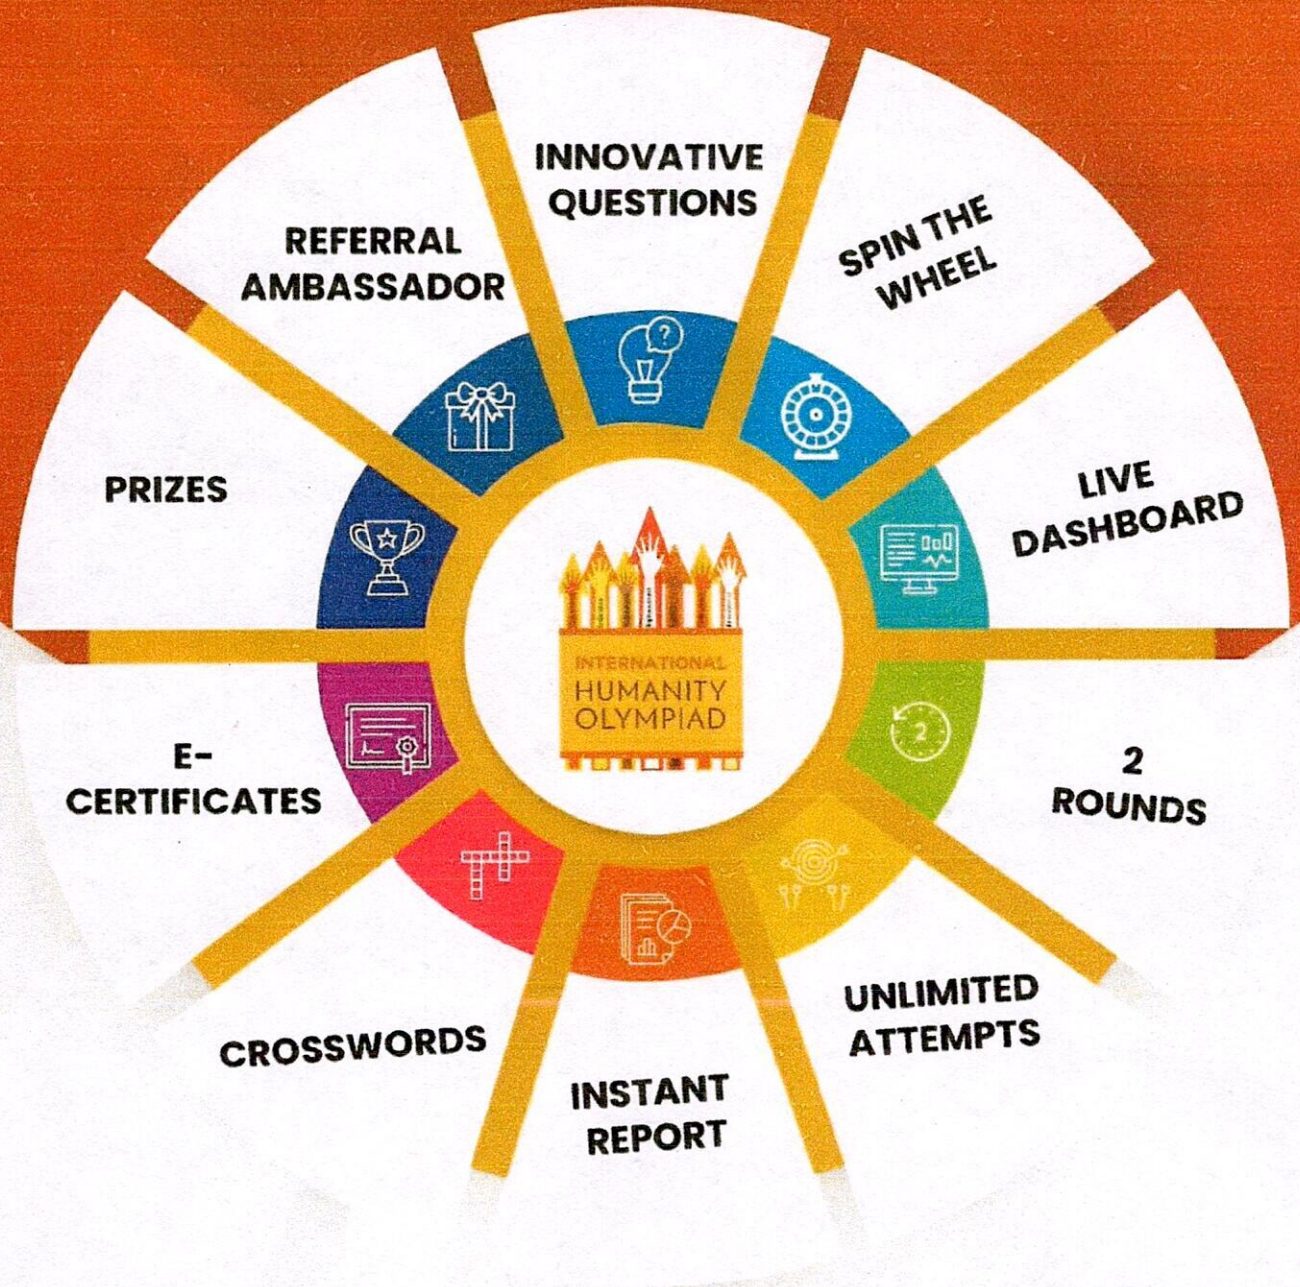 INNOVATIVE
QUESTIONS
SPIN THE
WHEEL
LIVE
DASHBOARD
2
ROUNDS
2
UNLIMITED
ATTEMPTS
INSTANT
REPORT
CROSSWORDS
E-
CERTIFICATES
PRIZES
REFERRAL
AMBASSADOR
?
INTERNATIONAL
HUMANITY
OLYMPIAD